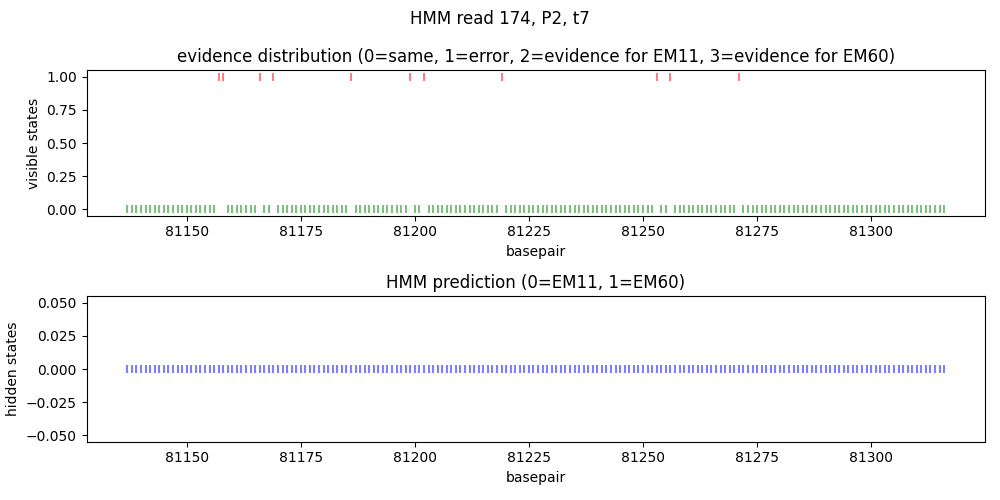 HMM read 174, P2, t7
evidence distribution (0=same, 1=error, 2=evidence for EM11, 3=evidence for EM60)
visible states
1.00
0.75
0.50
0.25
0.00
81150 81175 81200 81225 81250 81275 81300
basepair
HMM prediction (0=EM11, 1=EM60)
hidden states
0.050
0.025
0.000
−0.025
−0.050
81150 81175 81200 81225 81250 81275 81300
basepair